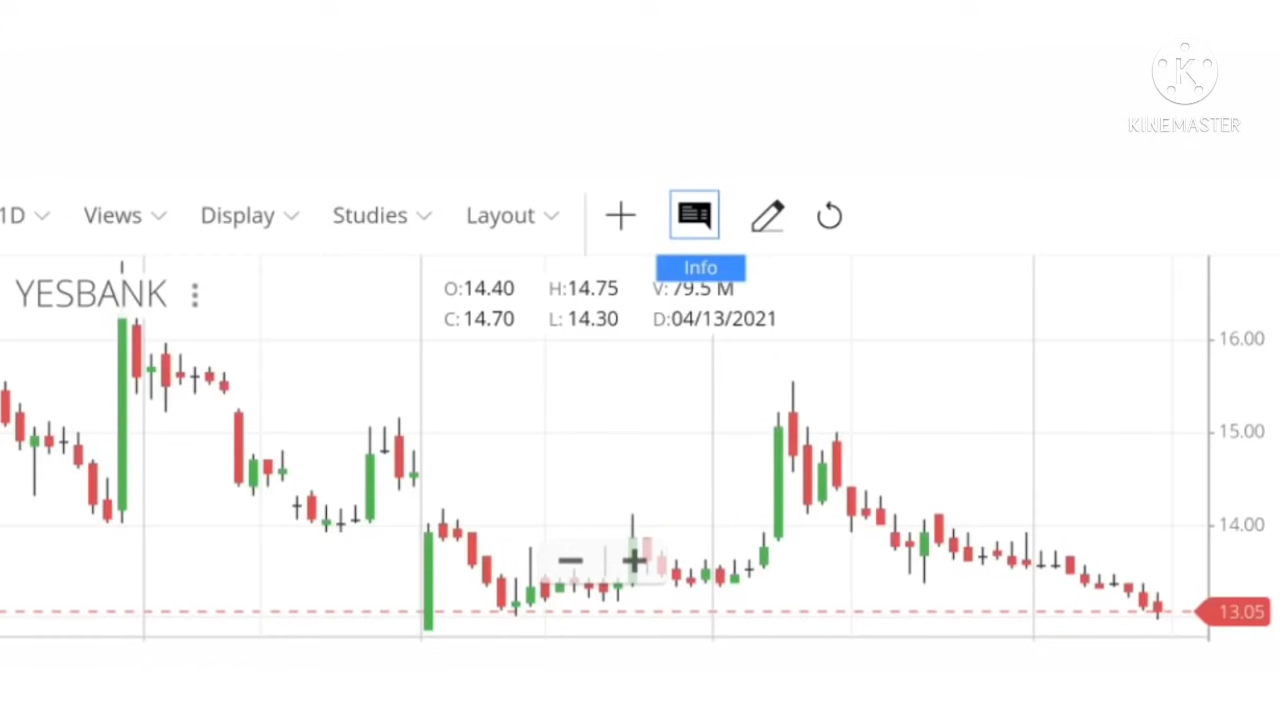 K
KINEMASTER
1D Views Display Studies Layout
Info
YESBANK
O:14.40 H:14.75 V: 79.5 M
C: 14.70 L: 14.30 D:04/13/2021
16.00
15.00
14.00
13.05